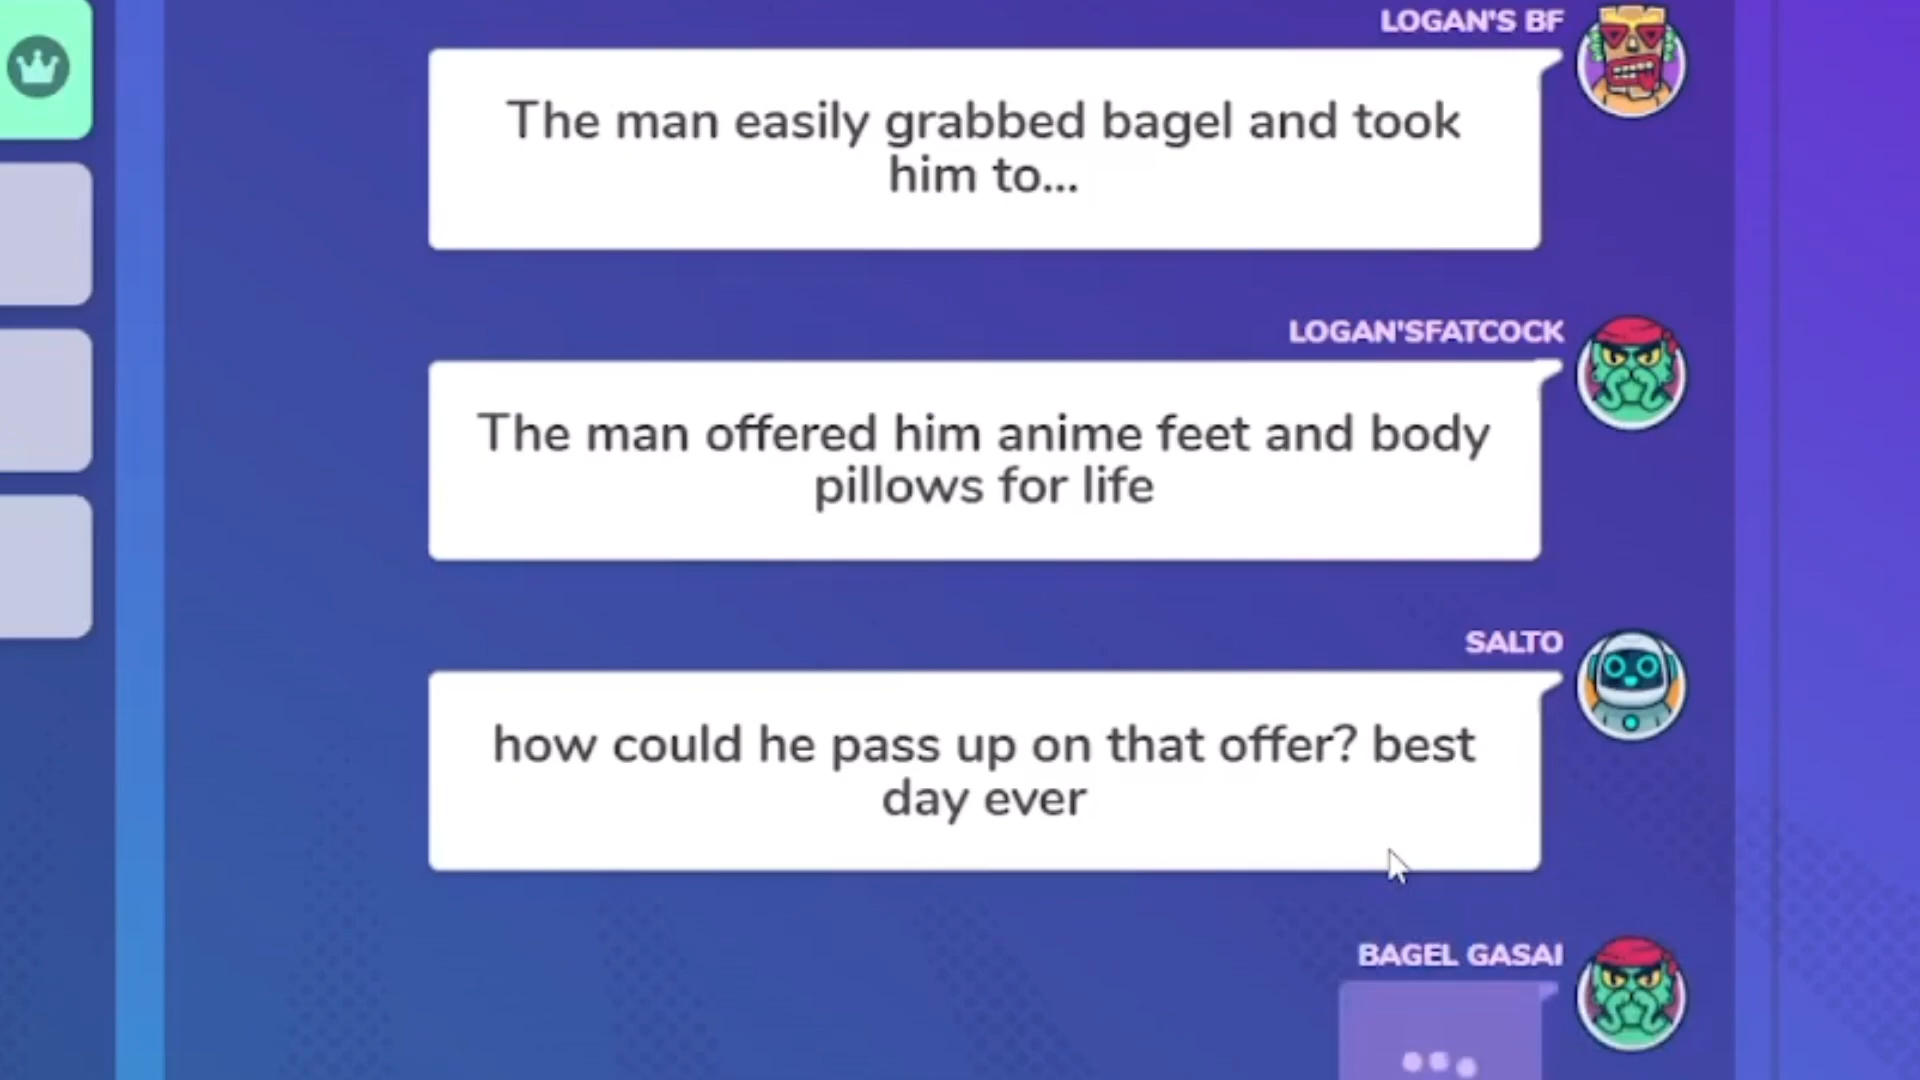 LOGAN'S BF
The man easily grabbed bagel and took
him to...
LOGAN'SFATCOCK
The man offered him anime feet and body
pillows for life
SALTO
how could he pass up on that offer? best
day ever
BAGEL GASAI